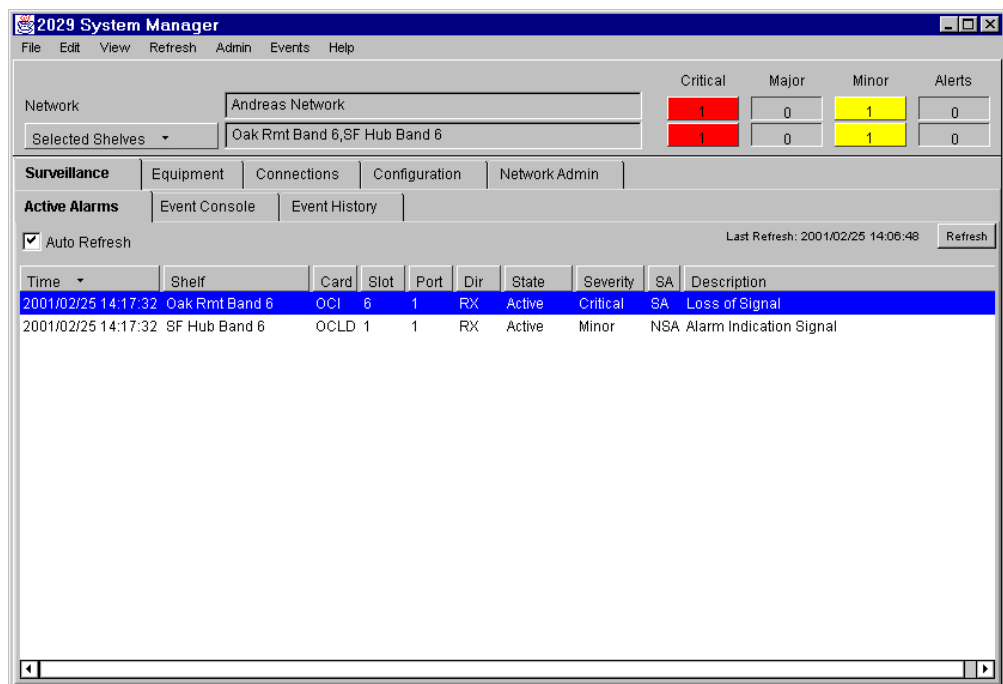 2029 System Manager
File Edit View Refresh Admin Events Help
Critical Major Minor Alerts
Network Andreas Network 1 0 1 0
Selected Shelves Oak Rmt Band 6,SF Hub Band 6 1 0 1 0
Surveillance Equipment Connections Configuration Network Admin
Active Alarms Event Console Event History
Auto Refresh Last Refresh: 2001/02/25 14:06:48 Refresh
Time Shelf Card Slot Port Dir State Severity SA Description
2001/02/25 14:17:32 Oak Rmt Band 6 OCI 6 1 RX Active Critical SA Loss of Signal
2001/02/25 14:17:32 SF Hub Band 6 OCLD 1 1 RX Active Minor NSA Alarm Indication Signal